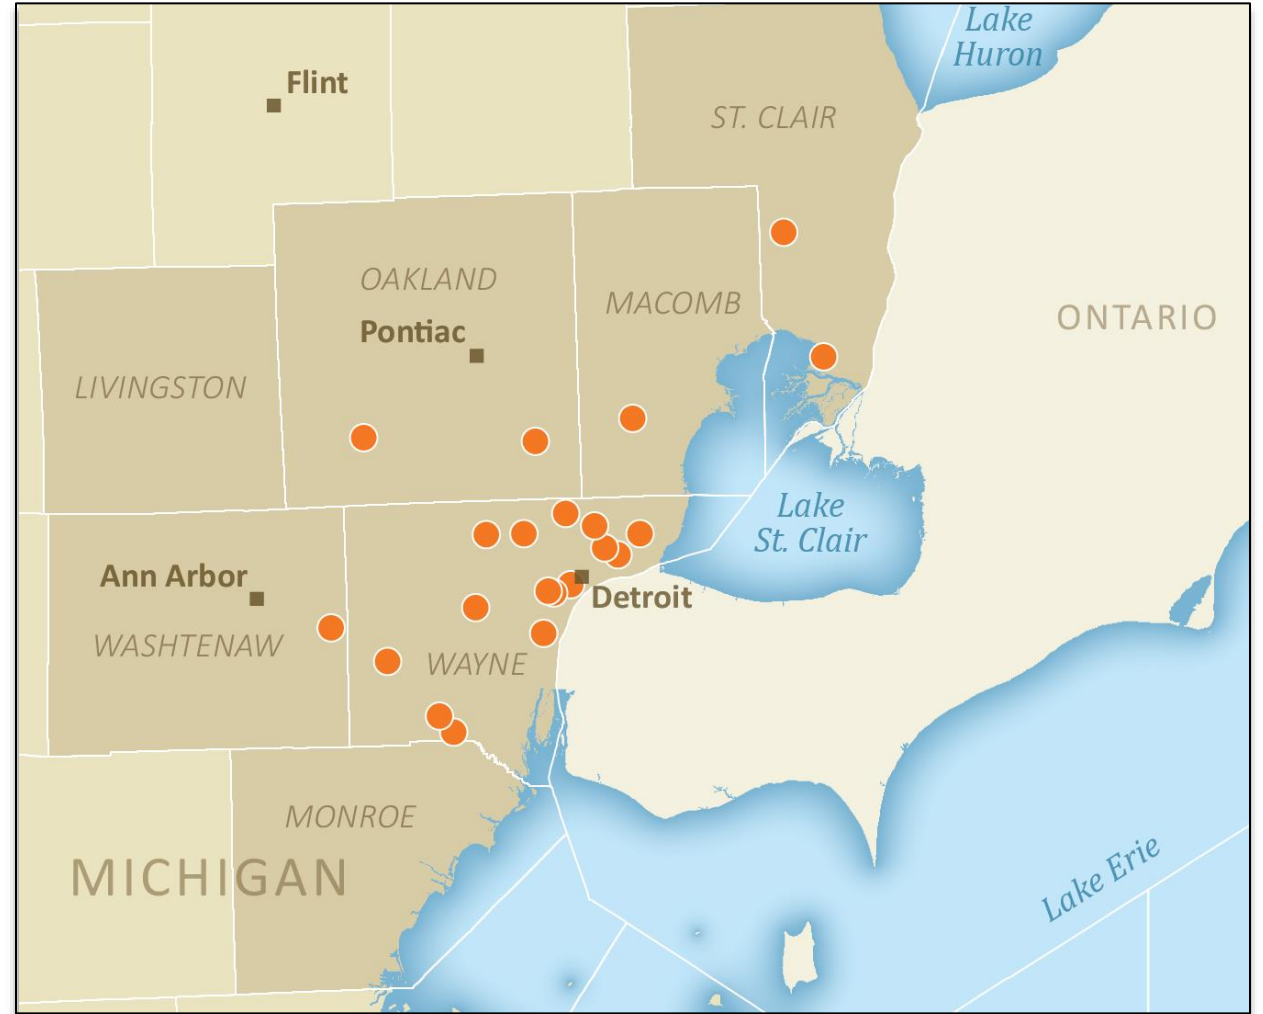 Lake
Huron
Flint
ST. CLAIR
OAKLAND
MACOMB
ONTARIO
Pontiac
LIVINGSTON
Lake
St. Clair
Ann Arbor
Detroit
WASHTENAW
WAYNE
MONROE
MICHIGAN
Lake Erie